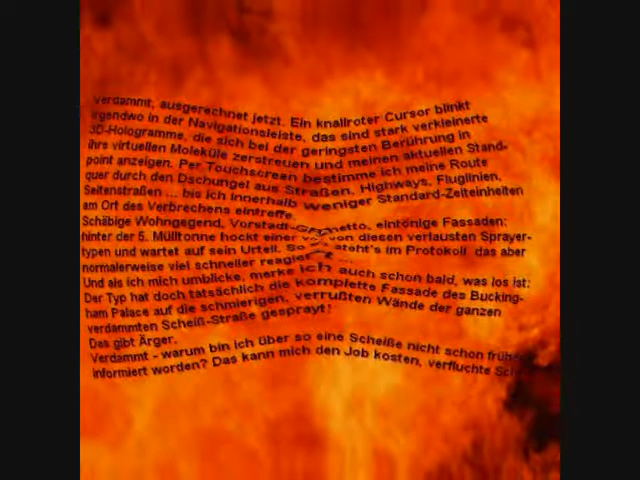 Verdammt, ausgerechnet jetzt. Ein knallroter Cursor blinkt
irgendwo in der Navigationsleiste, das sind stark verkleinerte
3D-Hologramme, die sich bei der geringsten Berührung in
ihre virtuellen Moleküle zerstreuen und meinen aktuellen Stand-
point anzeigen. Per Touchscreen bestimme ich meine Route
quer durch den Dschungel aus Straßen, Highways, Fluglinien,
Seitenstraßen ... bis ich innerhalb weniger Standard-Zeiteinheiten
am Ort des Verbrechens eintreffe.
Schäbige Wohngegend, Vorstadt-Ghetto, eintönige Fassaden;
hinter der 5. Mülltonne hockt einer von diesen verlausten Sprayer-
typen und wartet auf sein Urteil. So steht's im Protokoll das aber
normalerweise viel schneller reagiert ...
Und als ich mich umblicke, merke ich auch schon bald, was los ist:
Der Typ hat doch tatsächlich die komplette Fassade des Bucking-
ham Palace auf die schmierigen, verrußten Wände der ganzen
verdammten Scheiß-Straße gesprayt!
Das gibt Ärger.
Verdammt - warum bin ich über so eine Scheiße nicht schon früher
informiert worden? Das kann mich den Job kosten, verfluchte